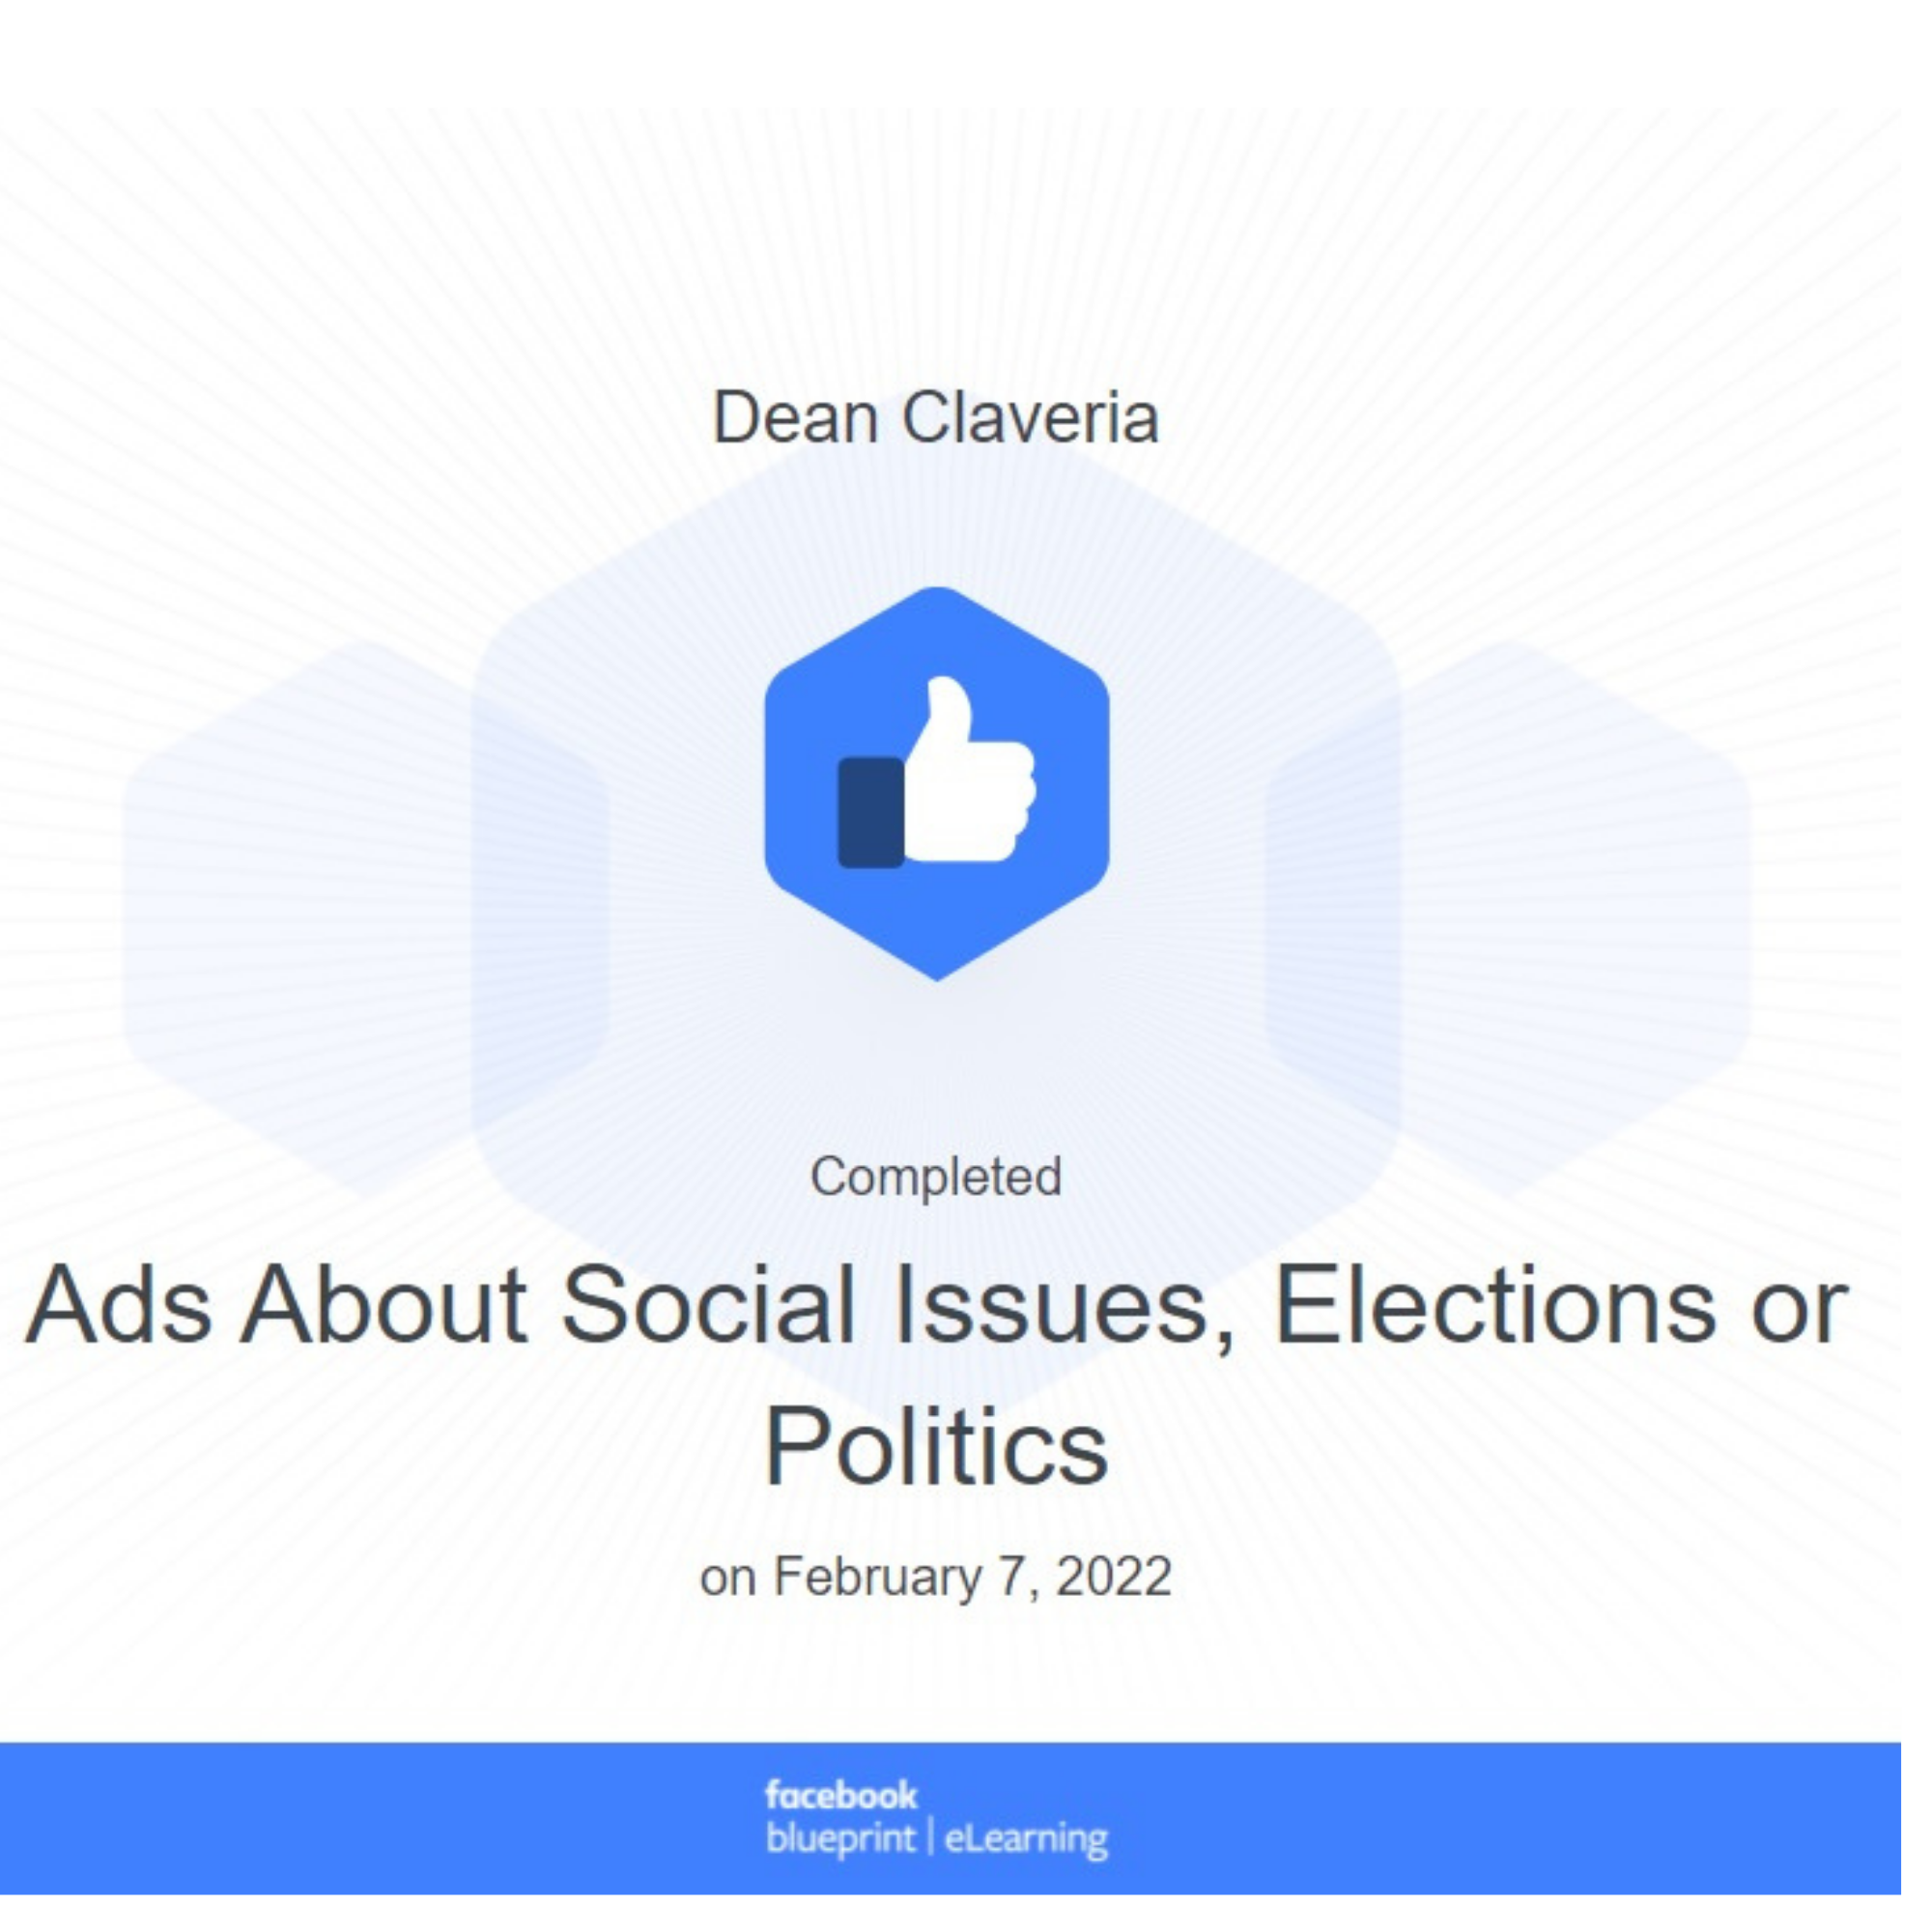 Dean Claveria
Completed
Ads About Social Issues, Elections or
Politics
on February 7, 2022
facebook
blueprint | eLearning